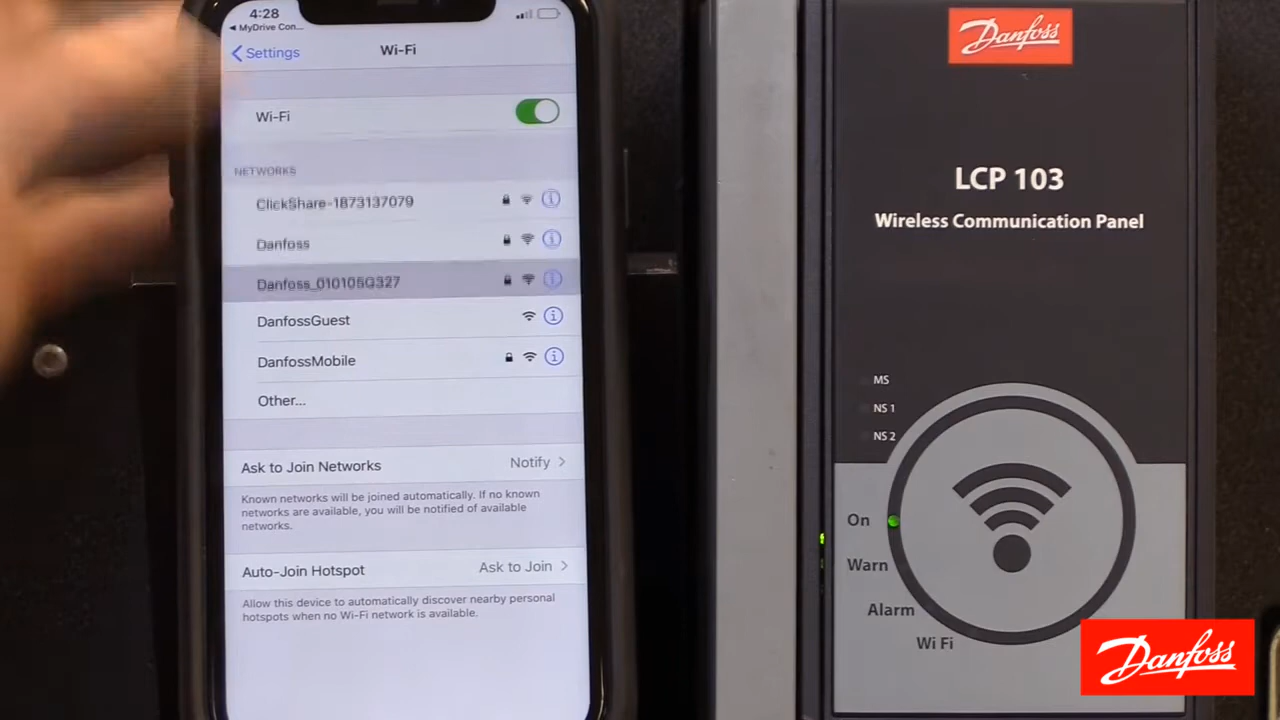 4:28
MyDrive Con...
Settings
Wi-Fi
Wi-Fi
NETWORKS
ClickShare-1873137079
Danfoss
Danfoss_010105G327
DanfossGuest
DanfossMobile
Other...
Ask to Join Networks
Notify
Known networks will be joined automatically. If no known
networks are available, you will be notified of available
networks.
Auto-Join Hotspot
Ask to Join
Allow this device to automatically discover nearby personal
hotspots when no Wi-Fi network is available.
Danfoss
LCP 103
Wireless Communication Panel
MS
NS 1
NS 2
On
Warn
Alarm
Wi Fi
Danfoss